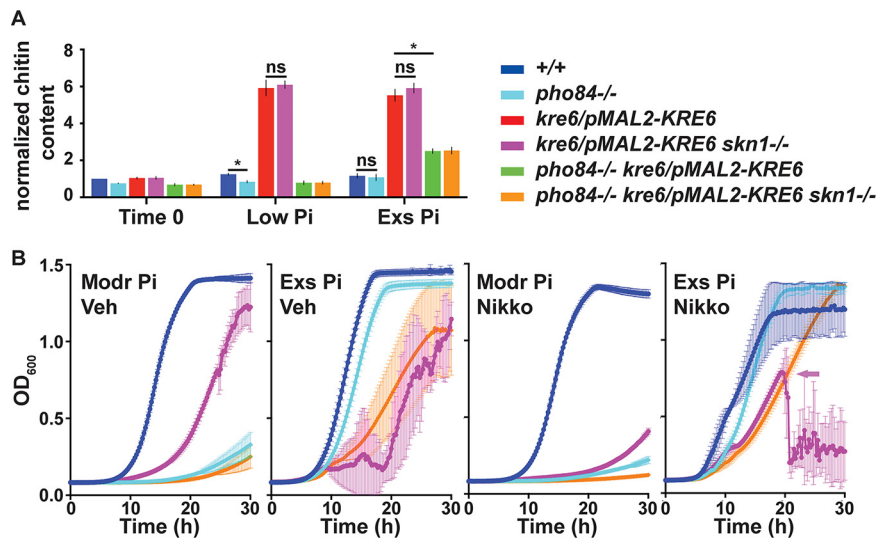 A
normalized chitin
content
8
6
4
2
0
ns
ns
*
*
ns
Time 0
Low Pi
Exs Pi
+/+
pho84-/-
kre6/pMAL2-KRE6
kre6/pMAL2-KRE6 skn1-/-
pho84-/- kre6/pMAL2-KRE6
pho84-/- kre6/pMAL2-KRE6 skn1-/-
B
OD600
1.5
1.0
0.5
0.0
Modr Pi
Veh
Exs Pi
Veh
Modr Pi
Nikko
Exs Pi
Nikko
0 10 20 30
0 10 20 30
0 10 20 30
0 10 20 30
Time (h)
Time (h)
Time (h)
Time (h)